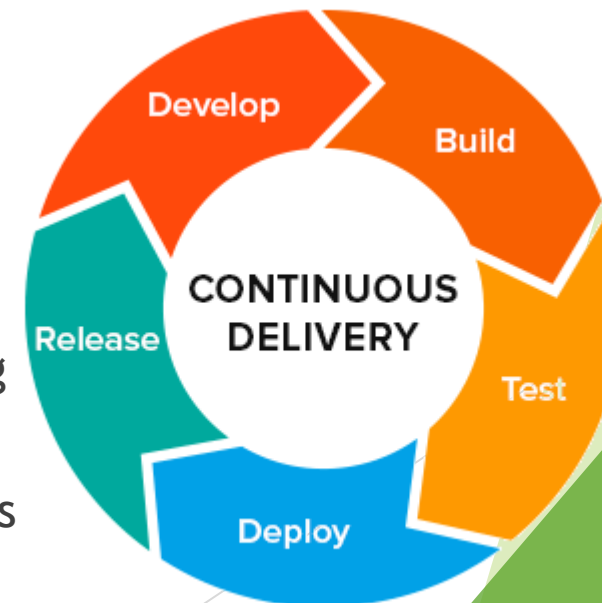 Develop
Build
CONTINUOUS
DELIVERY
Release
Test
Deploy
g
s